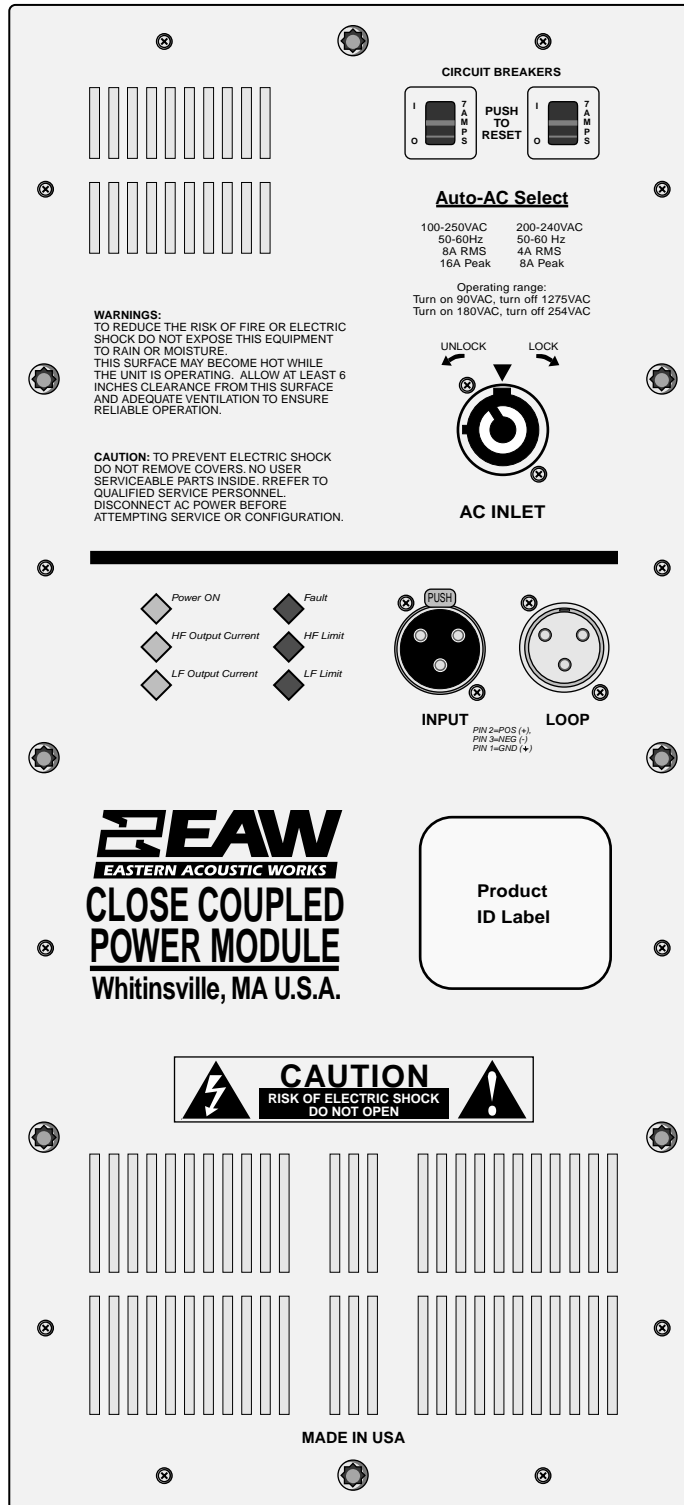 CIRCUIT BREAKERS
I
O
7 AMPS
PUSH
TO
RESET
I
O
7 AMPS
Auto-AC Select
100-250VAC 200-240VAC
50-60Hz 50-60 Hz
8A RMS 4A RMS
16A Peak 8A Peak
Operating range:
Turn on 90VAC, turn off 1275VAC
Turn on 180VAC, turn off 254VAC
UNLOCK LOCK
AC INLET
WARNINGS:
TO REDUCE THE RISK OF FIRE OR ELECTRIC
SHOCK DO NOT EXPOSE THIS EQUIPMENT
TO RAIN OR MOISTURE.
THIS SURFACE MAY BECOME HOT WHILE
THE UNIT IS OPERATING. ALLOW AT LEAST 6
INCHES CLEARANCE FROM THIS SURFACE
AND ADEQUATE VENTILATION TO ENSURE
RELIABLE OPERATION.
CAUTION: TO PREVENT ELECTRIC SHOCK
DO NOT REMOVE COVERS. NO USER
SERVICEABLE PARTS INSIDE. RREFER TO
QUALIFIED SERVICE PERSONNEL.
DISCONNECT AC POWER BEFORE
ATTEMPTING SERVICE OR CONFIGURATION.
Power ON Fault
HF Output Current HF Limit
LF Output Current LF Limit
PUSH
INPUT LOOP
PIN 2=POS (+),
PIN 3=NEG (-)
PIN 1=GND (⏚)
EAW
EASTERN ACOUSTIC WORKS
CLOSE COUPLED
POWER MODULE
Whitinsville, MA U.S.A.
Product
ID Label
CAUTION
RISK OF ELECTRIC SHOCK
DO NOT OPEN
MADE IN USA